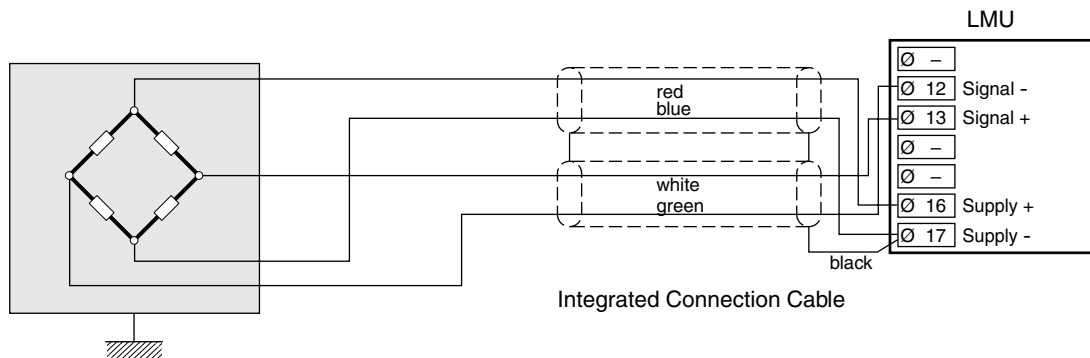 LMU
Ø –
Ø 12 Signal -
Ø 13 Signal +
Ø –
Ø –
Ø 16 Supply +
Ø 17 Supply -
red
blue
white
green
black
Integrated Connection Cable